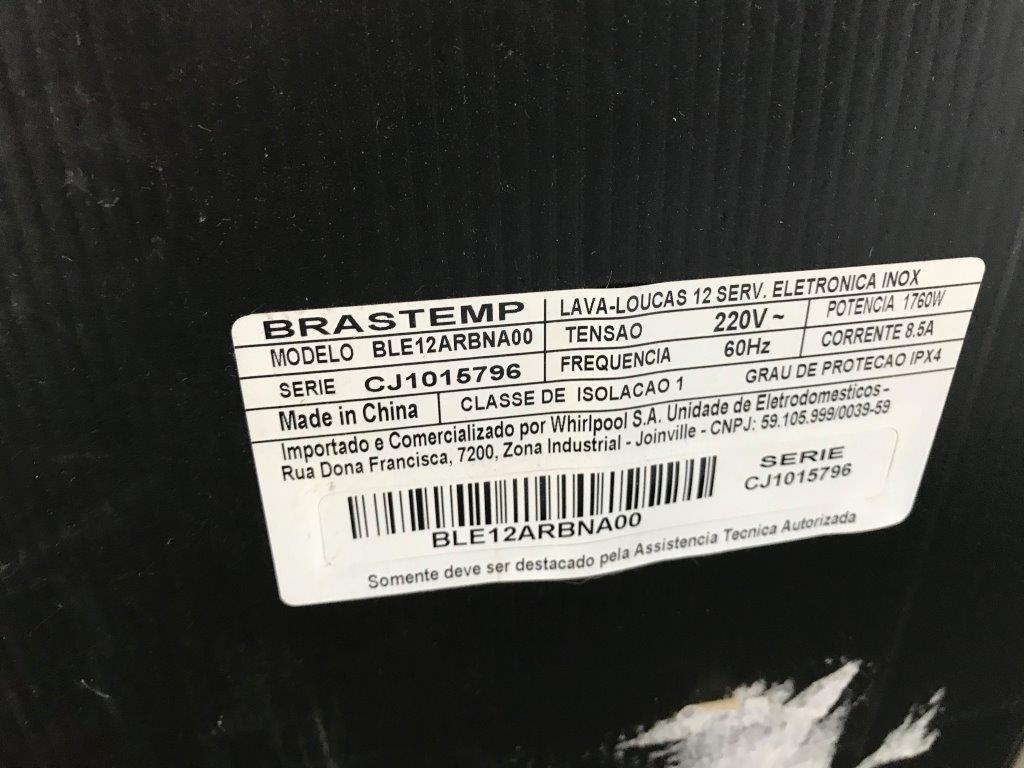 BRASTEMP LAVA-LOUCAS 12 SERV. ELETRONICA INOX
MODELO BLE12ARBNA00 TENSAO 220V ~ POTENCIA 1760W
SERIE CJ1015796 FREQUENCIA 60Hz CORRENTE 8.5A
Made in China CLASSE DE ISOLACAO 1 GRAU DE PROTECAO IPX4
Importado e Comercializado por Whirlpool S.A. Unidade de Eletrodomesticos -
Rua Dona Francisca, 7200, Zona Industrial - Joinville - CNPJ: 59.105.999/0039-59
SERIE
CJ1015796
BLE12ARBNA00
Somente deve ser destacado pela Assistencia Tecnica Autorizada